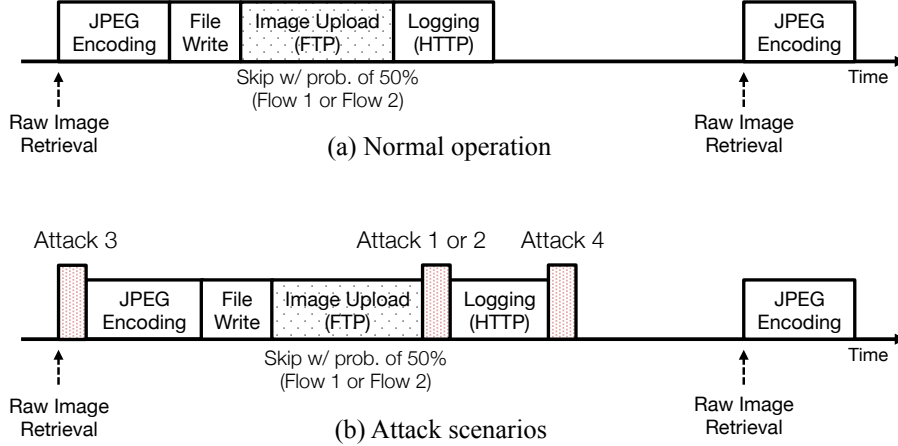 JPEG
Encoding
File
Write
Image Upload
(FTP)
Logging
(HTTP)
JPEG
Encoding
Skip w/ prob. of 50%
(Flow 1 or Flow 2)
Time
Raw Image
Retrieval
Raw Image
Retrieval
(a) Normal operation
Attack 3
Attack 1 or 2
Attack 4
JPEG
Encoding
File
Write
Image Upload
(FTP)
Logging
(HTTP)
JPEG
Encoding
Skip w/ prob. of 50%
(Flow 1 or Flow 2)
Time
Raw Image
Retrieval
Raw Image
Retrieval
(b) Attack scenarios